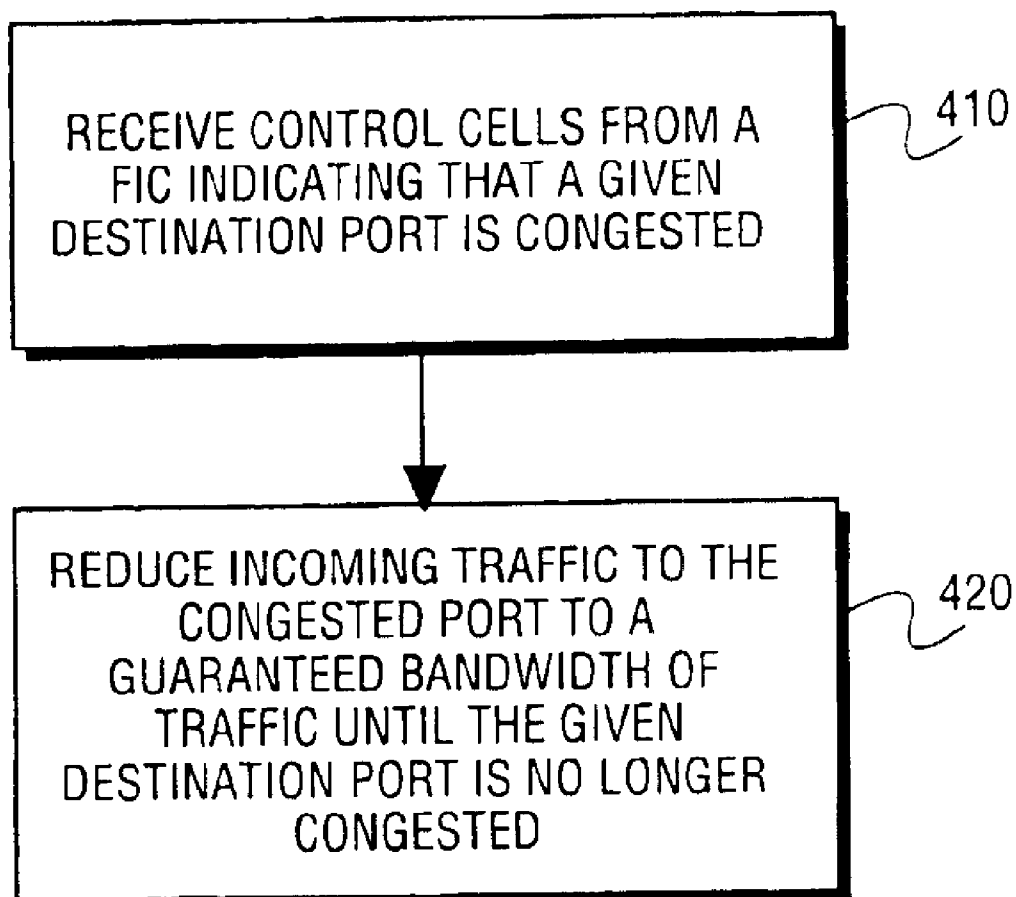 RECEIVE CONTROL CELLS FROM A
FIC INDICATING THAT A GIVEN
DESTINATION PORT IS CONGESTED
410
REDUCE INCOMING TRAFFIC TO THE
CONGESTED PORT TO A
GUARANTEED BANDWIDTH OF
TRAFFIC UNTIL THE GIVEN
DESTINATION PORT IS NO LONGER
CONGESTED
420